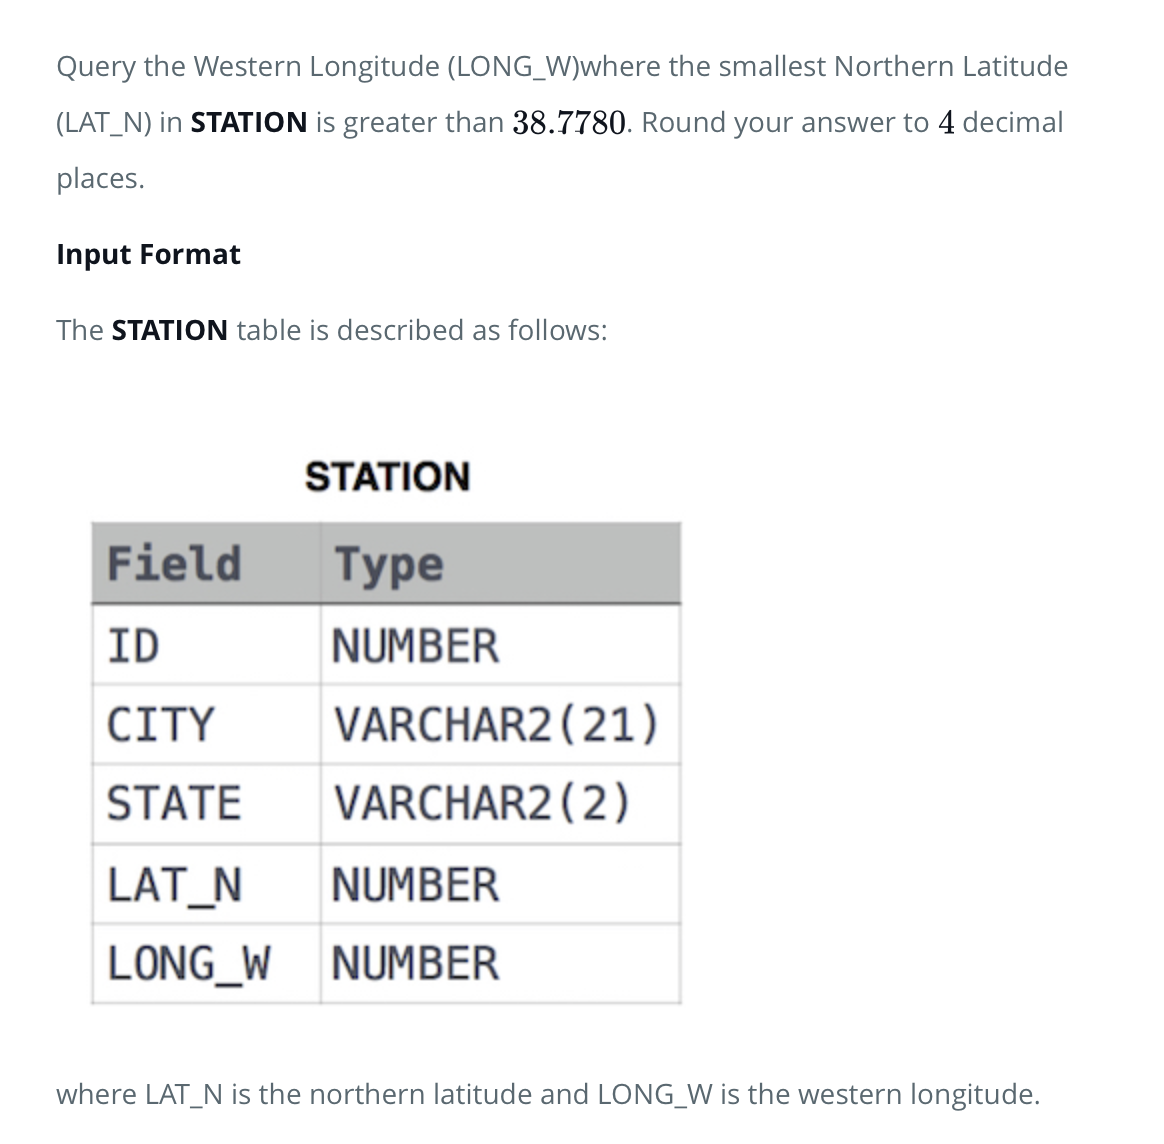 Query the Western Longitude (LONG_W)where the smallest Northern Latitude
(LAT_N) in STATION is greater than 38.7780. Round your answer to 4 decimal
places.
Input Format
The STATION table is described as follows:
STATION
Field Type
ID NUMBER
CITY VARCHAR2(21)
STATE VARCHAR2(2)
LAT_N NUMBER
LONG_W NUMBER
where LAT_N is the northern latitude and LONG_W is the western longitude.